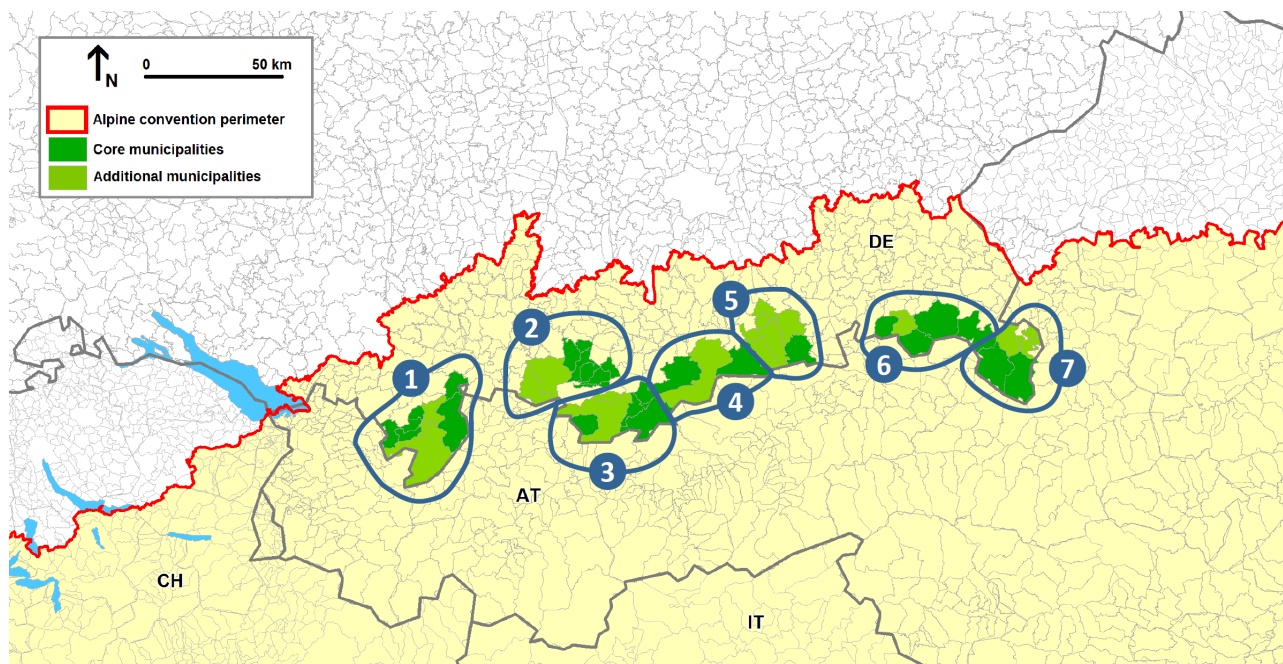 N
0 50 km
Alpine convention perimeter
Core municipalities
Additional municipalities
DE
5
2
6
7
1
4
3
AT
CH
IT